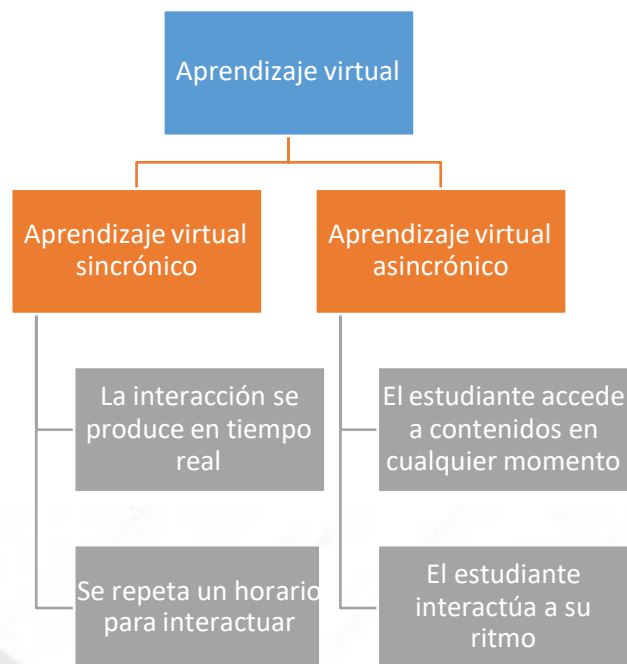 Aprendizaje virtual
Aprendizaje virtual
sincrónico
Aprendizaje virtual
asincrónico
La interacción se
produce en tiempo
real
Se repeta un horario
para interactuar
El estudiante accede
a contenidos en
cualquier momento
El estudiante
interactúa a su
ritmo